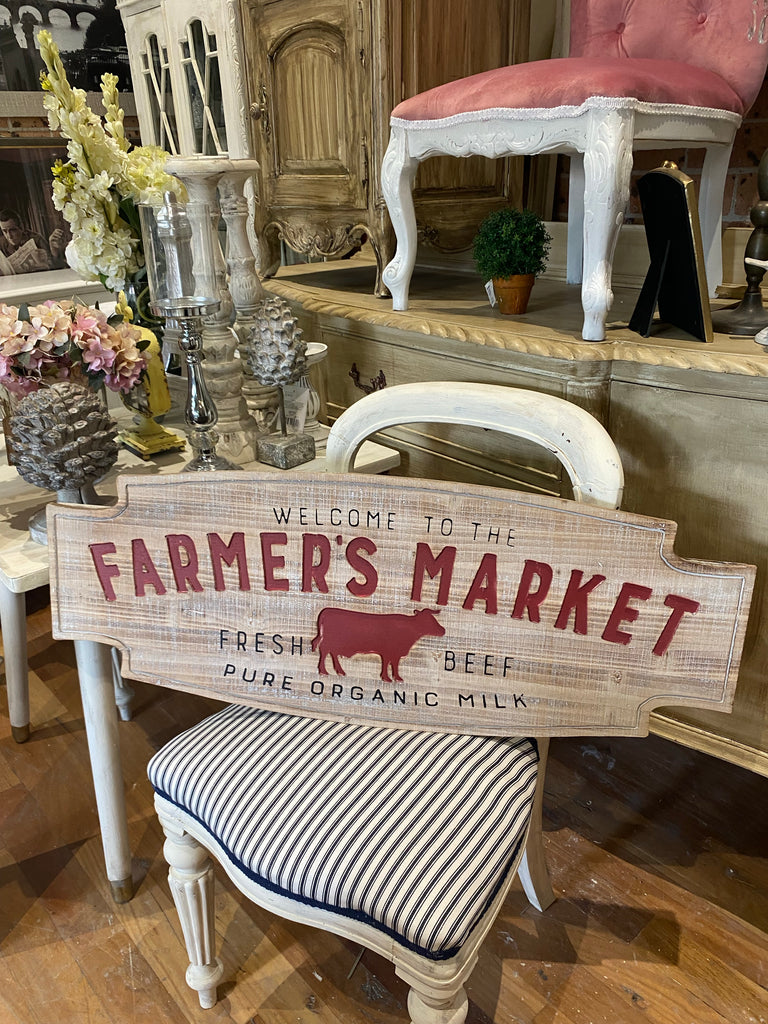 WELCOME TO THE
FARMER'S MARKET
FRESH BEEF
PURE ORGANIC MILK